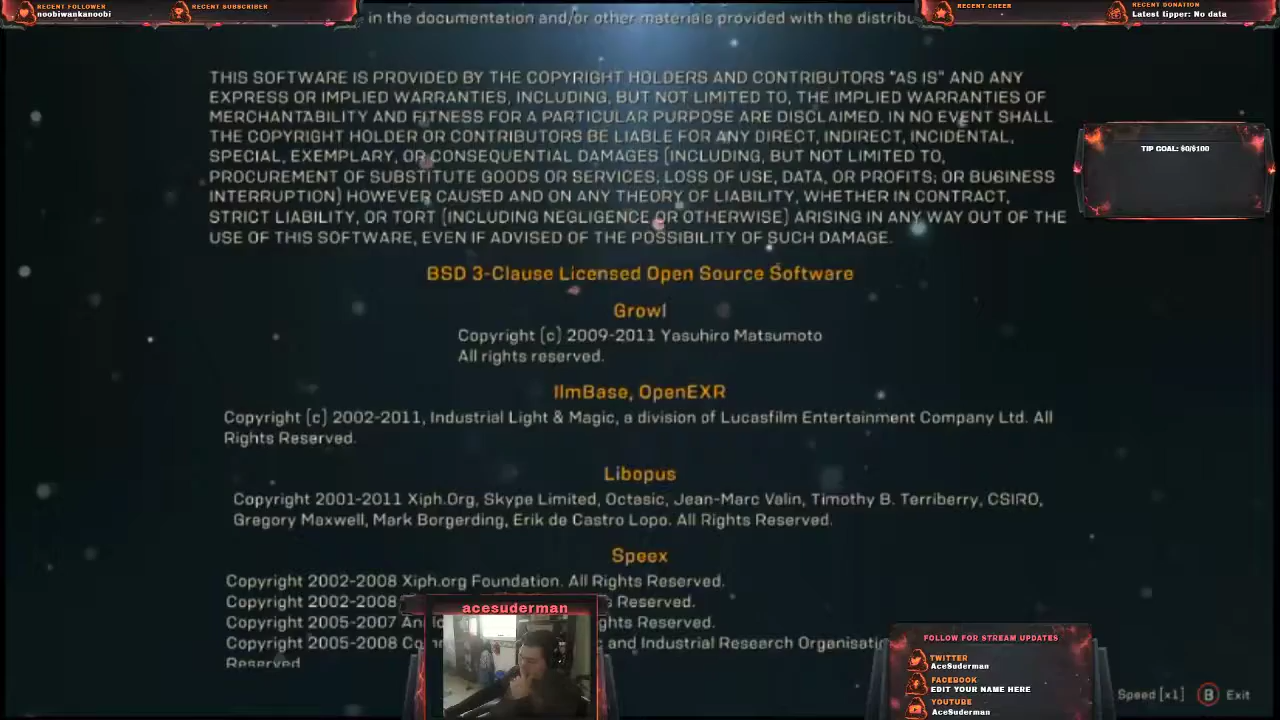 RECENT FOLLOWER
noobiwankanoobi
RECENT SUBSCRIBER
RECENT CHEER
RECENT DONATION
Latest tipper: No data
in the documentation and/or other materials provided with the
THIS SOFTWARE IS PROVIDED BY THE COPYRIGHT HOLDERS AND CONTRIBUTORS "AS IS" AND ANY
EXPRESS OR IMPLIED WARRANTIES, INCLUDING, BUT NOT LIMITED TO, THE IMPLIED WARRANTIES OF
MERCHANTABILITY AND FITNESS FOR A PARTICULAR PURPOSE ARE DISCLAIMED. IN NO EVENT SHALL
THE COPYRIGHT HOLDER OR CONTRIBUTORS BE LIABLE FOR ANY DIRECT, INDIRECT, INCIDENTAL,
SPECIAL, EXEMPLARY, OR CONSEQUENTIAL DAMAGES (INCLUDING, BUT NOT LIMITED TO,
PROCUREMENT OF SUBSTITUTE GOODS OR SERVICES; LOSS OF USE, DATA, OR PROFITS; OR BUSINESS
INTERRUPTION) HOWEVER CAUSED AND ON ANY THEORY OF LIABILITY, WHETHER IN CONTRACT,
STRICT LIABILITY, OR TORT (INCLUDING NEGLIGENCE OR OTHERWISE) ARISING IN ANY WAY OUT OF THE
USE OF THIS SOFTWARE, EVEN IF ADVISED OF THE POSSIBILITY OF SUCH DAMAGE.
TIP GOAL: $0/$100
BSD 3-Clause Licensed Open Source Software
Growl
Copyright (c) 2009-2011 Yasuhiro Matsumoto
All rights reserved.
IlmBase, OpenEXR
Copyright (c) 2002-2011, Industrial Light & Magic, a division of Lucasfilm Entertainment Company Ltd. All
Rights Reserved.
Libopus
Copyright 2001-2011 Xiph.Org, Skype Limited, Octasic, Jean-Marc Valin, Timothy B. Terriberry, CSIRO,
Gregory Maxwell, Mark Borgerding, Erik de Castro Lopo. All Rights Reserved.
Speex
Copyright 2002-2008 Xiph.org Foundation. All Rights Reserved.
Copyright 2002-2008 Reserved.
Copyright 2005-2007 Reserved.
Copyright 2005-2008 and Industrial Research
Reserved
acesuderman
FOLLOW FOR STREAM UPDATES
TWITTER
AceSuderman
FACEBOOK
EDIT YOUR NAME HERE
YOUTUBE
AceSuderman
Speed [x1] B Exit